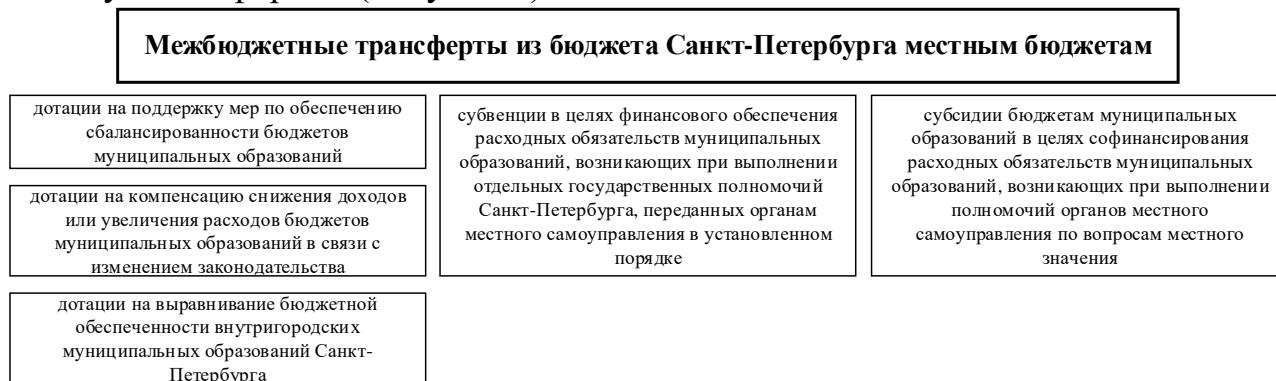 Межбюджетные трансферты из бюджета Санкт-Петербурга местным бюджетам
дотации на поддержку мер по обеспечению
сбалансированности бюджетов
муниципальных образований
дотации на компенсацию снижения доходов
или увеличения расходов бюджетов
муниципальных образований в связи с
изменением законодательства
дотации на выравнивание бюджетной
обеспеченности внутригородских
муниципальных образований Санкт-
Петербурга
субвенции в целях финансового обеспечения
расходных обязательств муниципальных
образований, возникающих при выполнении
отдельных государственных полномочий
Санкт-Петербурга, переданных органам
местного самоуправления в установленном
порядке
субсидии бюджетам муниципальных
образований в целях софинансирования
расходных обязательств муниципальных
образований, возникающих при выполнении
полномочий органов местного
самоуправления по вопросам местного
значения